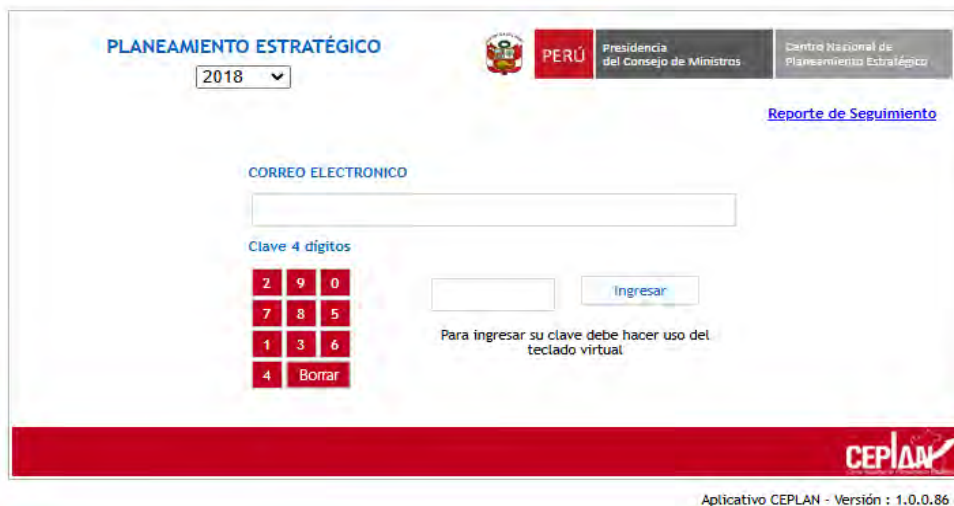 PLANEAMIENTO ESTRATÉGICO
2018
PERÚ
Presidencia
del Consejo de Ministros
Centro Nacional de
Planeamiento Estratégico
Reporte de Seguimiento
CORREO ELECTRONICO
Clave 4 dígitos
2 9 0
7 8 5
1 3 6
4 Borrar
Ingresar
Para ingresar su clave debe hacer uso del
teclado virtual
CEPLAN
Aplicativo CEPLAN - Versión : 1.0.0.86